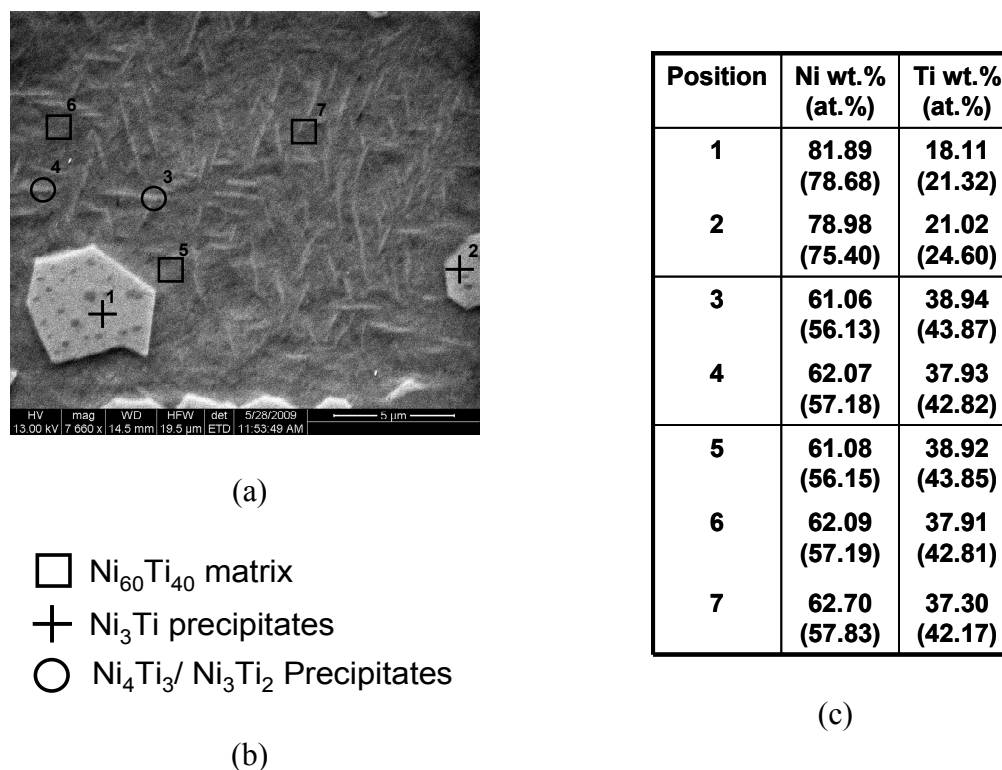 6
7
4
3
5
2
1
HV mag WD HFW det 5/28/2009 5 µm
13.00 kV 7 660 x 14.5 mm 19.5 µm ETD 11:53:49 AM
(a)
Ni60Ti40 matrix
Ni3Ti precipitates
Ni4Ti3/ Ni3Ti2 Precipitates
(b)
Position Ni wt.% Ti wt.%
(at.%) (at.%)
1 81.89 18.11
(78.68) (21.32)
2 78.98 21.02
(75.40) (24.60)
3 61.06 38.94
(56.13) (43.87)
4 62.07 37.93
(57.18) (42.82)
5 61.08 38.92
(56.15) (43.85)
6 62.09 37.91
(57.19) (42.81)
7 62.70 37.30
(57.83) (42.17)
(c)